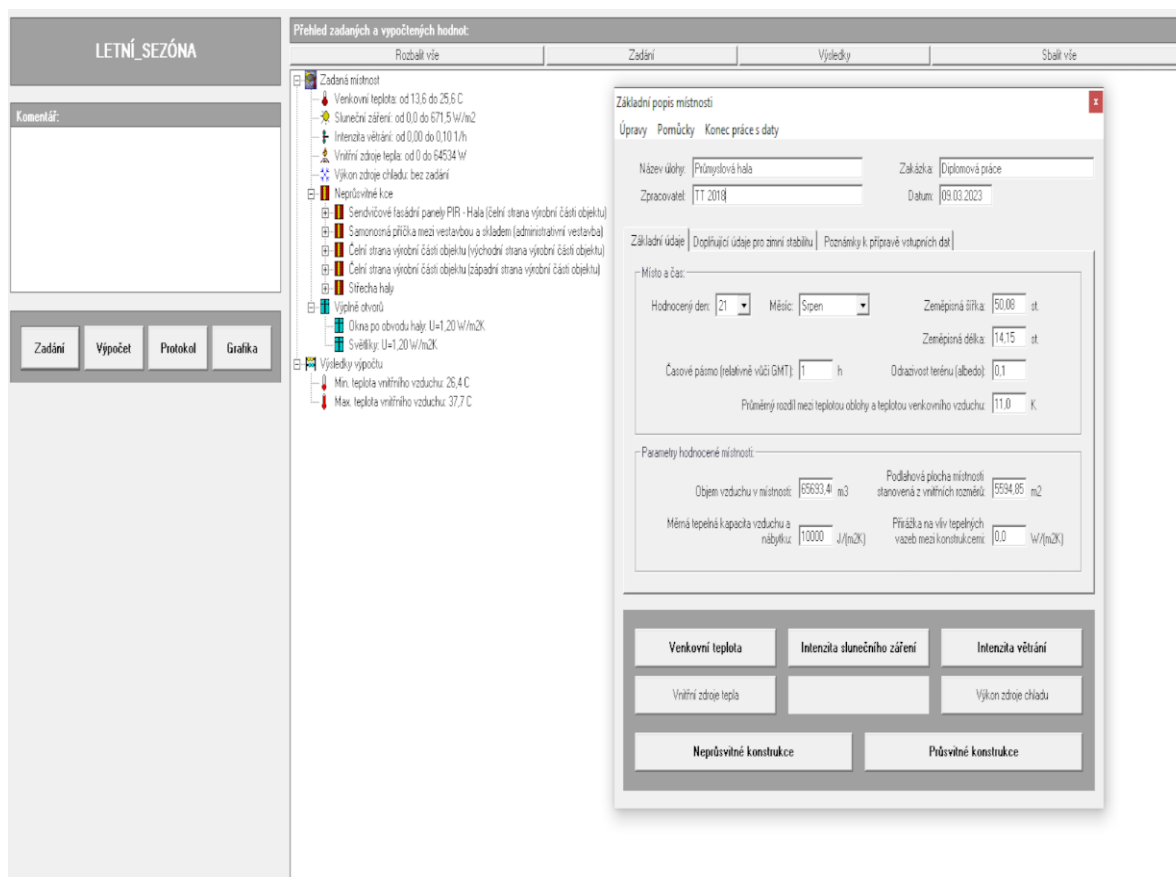 LETNÍ_SEZÓNA
Komentář:
Zadání Výpočet Protokol Grafika
Přehled zadaných a vypočtených hodnot:
Rozbalit vše Zadání Výsledky Sbalit vše
Zadaná místnost
Venkovní teplota: od 13,6 do 25,6 C
Sluneční záření: od 0,0 do 671,5 W/m2
Intenzita větrání: od 0,00 do 0,10 1/h
Vnitřní zdroje tepla: od 0 do 64534 W
Výkon zdroje chladu: bez zadání
Neprůsvitné kce
Sendvičové fasádní panely PIR - Hala (čelní strana výrobní části objektu)
Samonosná příčka mezi vestavbou a skladem (administrativní vestavba)
Čelní strana výrobní části objektu (východní strana výrobní části objektu)
Čelní strana výrobní části objektu (západní strana výrobní části objektu)
Střecha haly
Výplně otvorů
Okna po obvodu haly: U=1,20 W/m2K
Světlíky: U=1,20 W/m2K
Výsledky výpočtu
Min. teplota vnitřního vzduchu: 26,4 C
Max. teplota vnitřního vzduchu: 37,7 C
Základní popis místnosti x
Úpravy Pomůcky Konec práce s daty
Název úlohy: Průmyslová hala Zakázka: Diplomová práce
Zpracovatel: TT 2018 Datum: 09.03.2023
Základní údaje Doplňující údaje pro zimní stabilitu Poznámky k přípravě vstupních dat
Místo a čas:
Hodnocený den: 21 Měsíc: Srpen Zeměpisná šířka: 50,08 st.
Zeměpisná délka: 14,15 st.
Časové pásmo (relativně vůči GMT): 1 h Odrazivost terénu (albedo): 0,1
Průměrný rozdíl mezi teplotou oblohy a teplotou venkovního vzduchu: 11,0 K
Parametry hodnocené místnosti:
Objem vzduchu v místnosti: 65693,4 m3 Podlahová plocha místnosti
stanovená z vnitřních rozměrů: 5594,85 m2
Měrná tepelná kapacita vzduchu a
nábytku: 10000 J/(m2K)
Přirážka na vliv tepelných
vazeb mezi konstrukcemi: 0,0 W/(m2K)
Venkovní teplota Intenzita slunečního záření Intenzita větrání
Vnitřní zdroje tepla Výkon zdroje chladu
Neprůsvitné konstrukce Průsvitné konstrukce